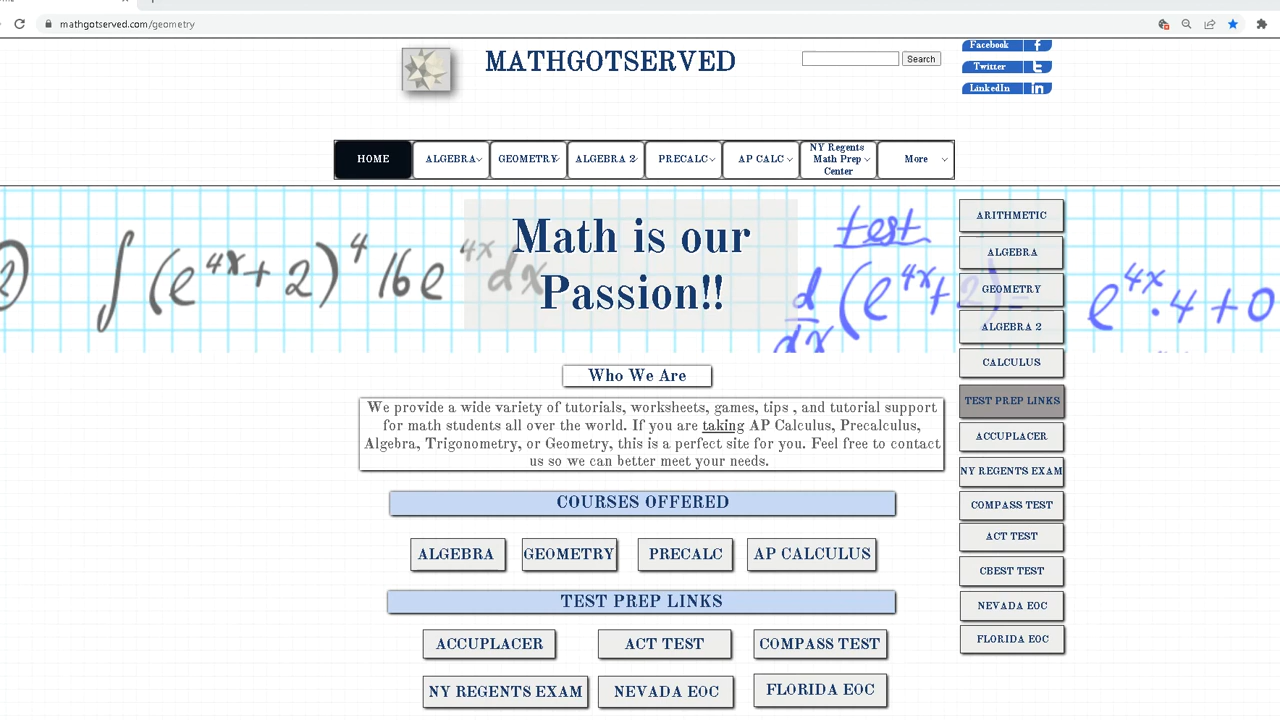 mathgotserved.com/geometry
MATHGOTSERVED
Search
Facebook
Twitter
LinkedIn
HOME
ALGEBRA
GEOMETRY
ALGEBRA 2
PRECALC
AP CALC
NY Regents
Math Prep
Center
More
Math is our
Passion!!
∫(e^{4x}+2)^4 16e^{4x}dx
test
d/dx(e^{4x}+2)= e^{4x}·4+0
ARITHMETIC
ALGEBRA
GEOMETRY
ALGEBRA 2
CALCULUS
TEST PREP LINKS
ACCUPLACER
NY REGENTS EXAM
COMPASS TEST
ACT TEST
CBEST TEST
NEVADA EOC
FLORIDA EOC
Who We Are
We provide a wide variety of tutorials, worksheets, games, tips , and tutorial support
for math students all over the world. If you are taking AP Calculus, Precalculus,
Algebra, Trigonometry, or Geometry, this is a perfect site for you. Feel free to contact
us so we can better meet your needs.
COURSES OFFERED
ALGEBRA
GEOMETRY
PRECALC
AP CALCULUS
TEST PREP LINKS
ACCUPLACER
ACT TEST
COMPASS TEST
NY REGENTS EXAM
NEVADA EOC
FLORIDA EOC